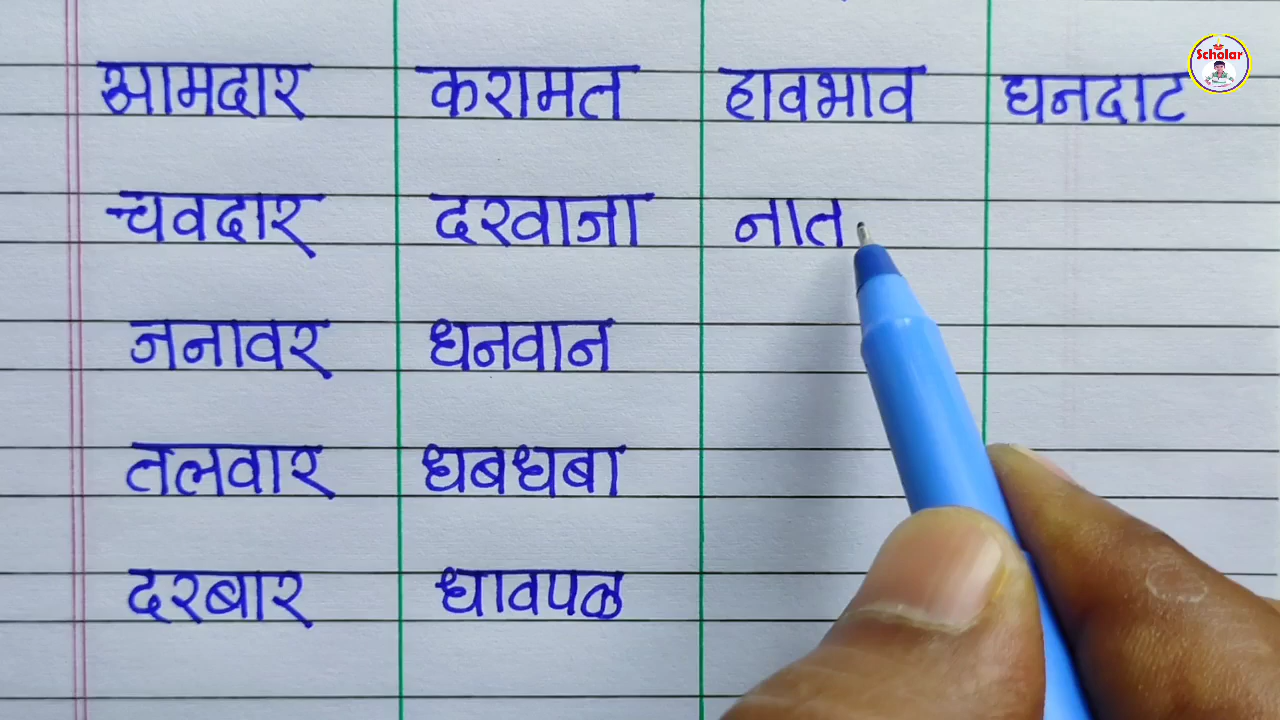 आमदार करामत हावभाव घनदाट
चवदार दरवाजा नात
जनावर धनवान
तलवार धबधबा
दरबार धावपळ
Scholar